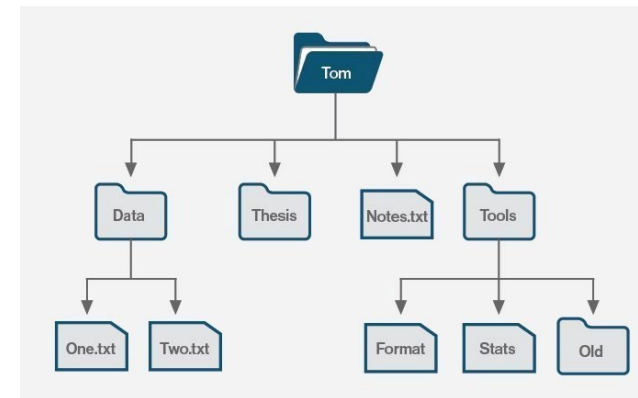 Tom
Data
Thesis
Notes.txt
Tools
One.txt
Two.txt
Format
Stats
Old